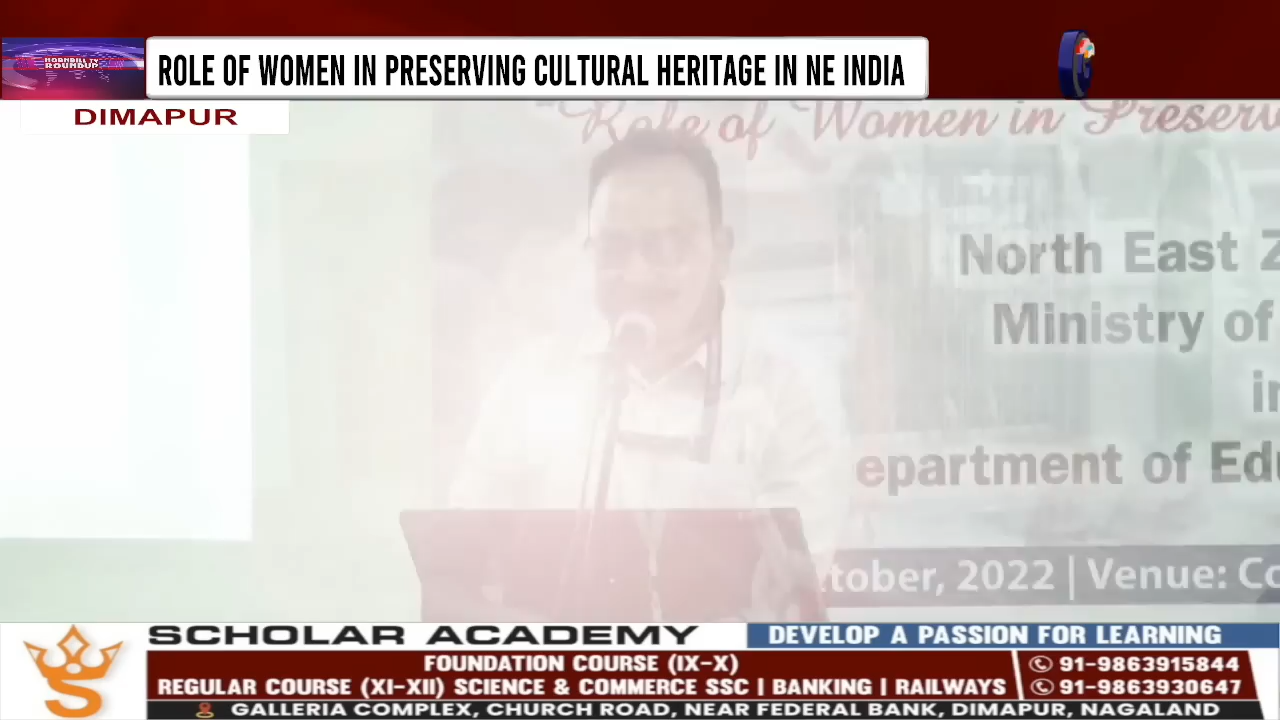 HORNBILL TV
ROUNDUP
ROLE OF WOMEN IN PRESERVING CULTURAL HERITAGE IN NE INDIA
DIMAPUR
"Role of Women in Preserv
North East Z
Ministry of
in
epartment of Edu
tober, 2022 | Venue: Co
SCHOLAR ACADEMY
DEVELOP A PASSION FOR LEARNING
FOUNDATION COURSE (IX-X)
REGULAR COURSE (XI-XII) SCIENCE & COMMERCE SSC | BANKING | RAILWAYS
91-9863915844
91-9863930647
GALLERIA COMPLEX, CHURCH ROAD, NEAR FEDERAL BANK, DIMAPUR, NAGALAND